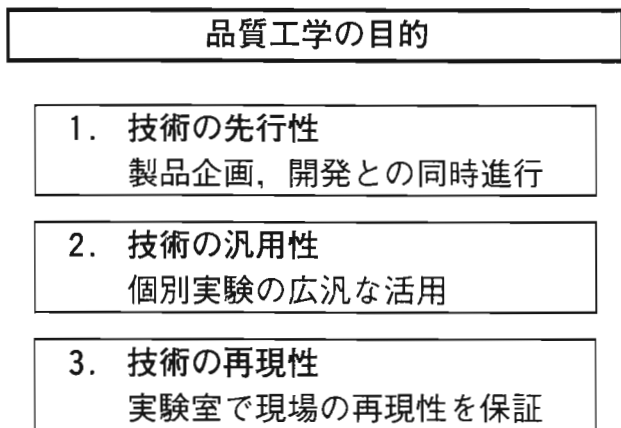 品質工学の目的
1. 技術の先行性
製品企画，開発との同時進行
2. 技術の汎用性
個別実験の広汎な活用
3. 技術の再現性
実験室で現場の再現性を保証